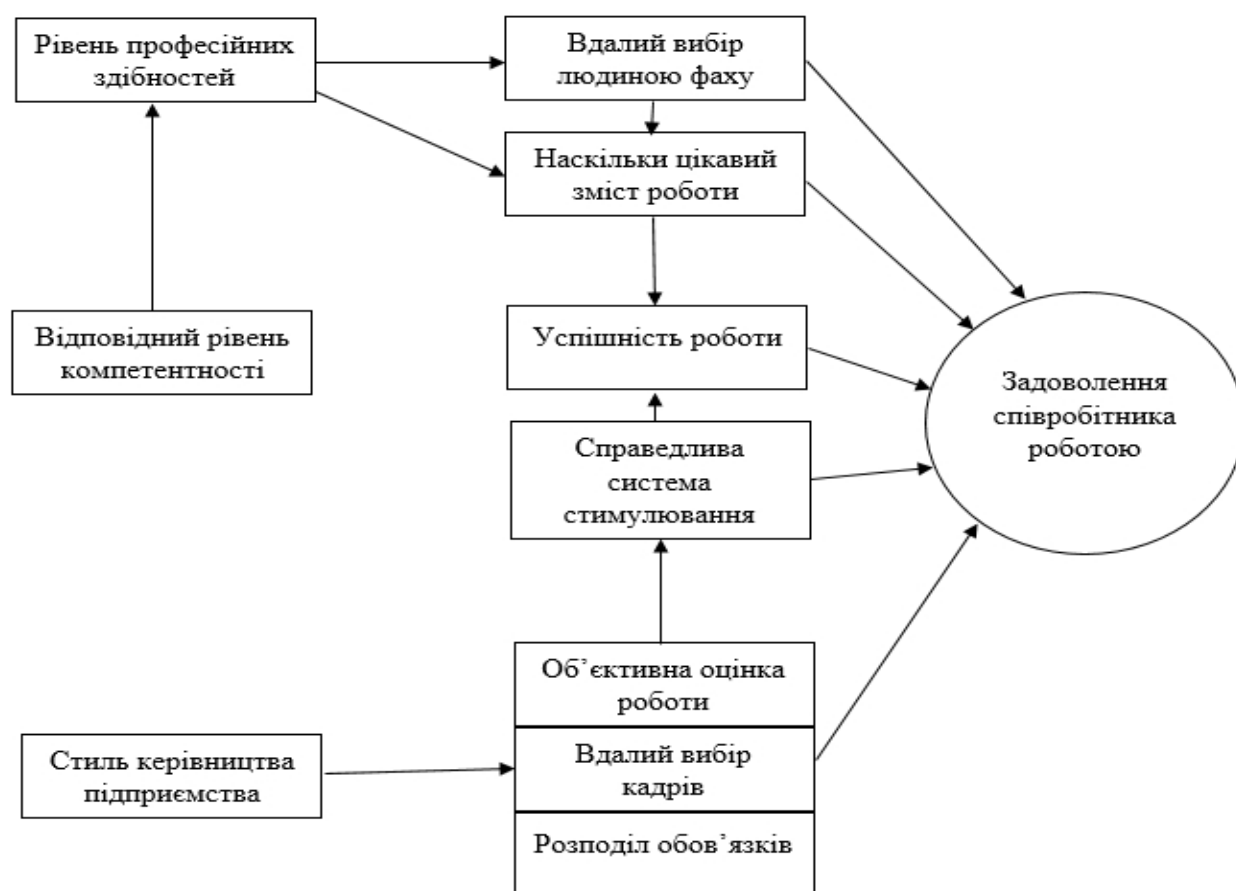 Рівень професійних
здібностей
Вдалий вибір
людиною фаху
Наскільки цікавий
зміст роботи
Відповідний рівень
компетентності
Успішність роботи
Задоволення
співробітника
роботою
Справедлива
система
стимулювання
Об’єктивна оцінка
роботи
Стиль керівництва
підприємства
Вдалий вибір
кадрів
Розподіл обов’язків